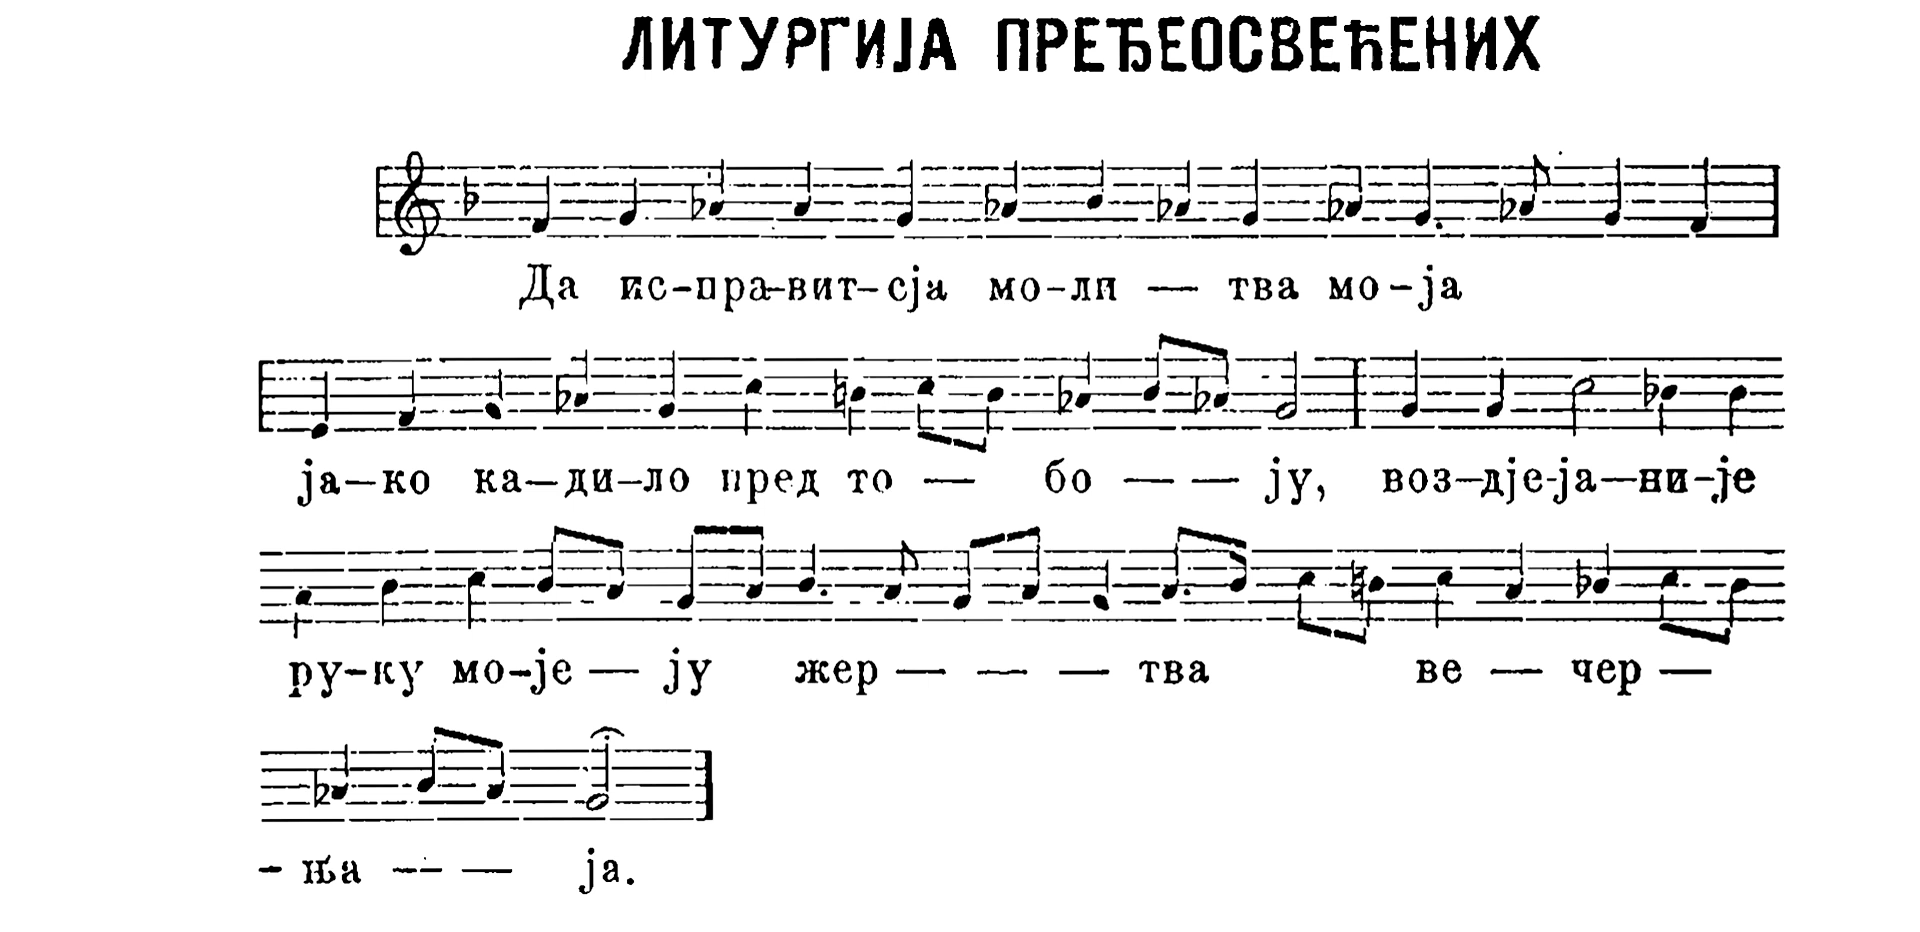 ЛИТУРГИЈА ПРЕЂЕОСВЕЋЕНИХ
Да ис-пра-вит-сја мо-ли — тва мо-ја
ја—ко ка—ди—ло пред то — бо — — ју, воз—дје-ја—ни-је
ру-ку мо-је — ју жер — — — тва ве — чер —
- ња -- — ја.